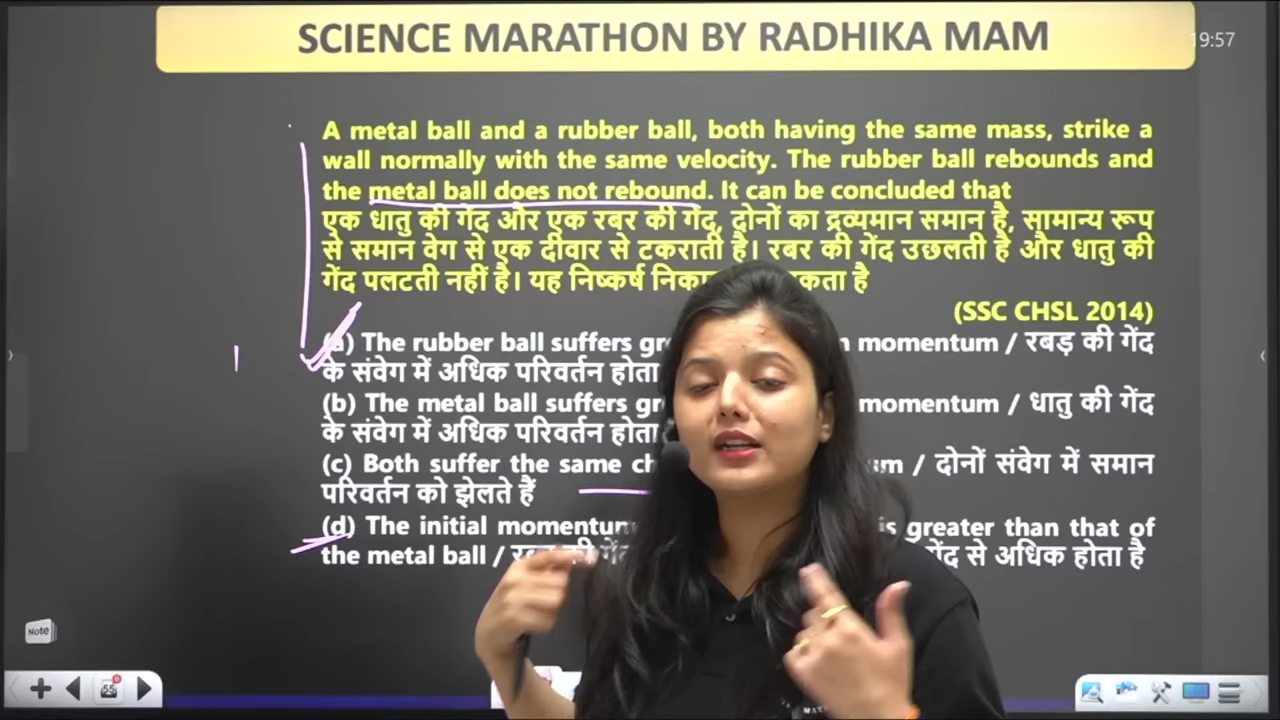 SCIENCE MARATHON BY RADHIKA MAM
19:57
A metal ball and a rubber ball, both having the same mass, strike a
wall normally with the same velocity. The rubber ball rebounds and
the metal ball does not rebound. It can be concluded that
एक धातु की गेंद और एक रबर की गेंद, दोनों का द्रव्यमान समान है, सामान्य रूप
से समान वेग से एक दीवार से टकराती है। रबर की गेंद उछलती है और धातु की
गेंद पलटती नहीं है। यह निष्कर्ष है
(SSC CHSL 2014)
(a) The rubber ball suffers momentum / रबड़ की गेंद
के संवेग में अधिक परिवर्तन होता
(b) The metal ball suffers momentum / धातु की गेंद
के संवेग में अधिक परिवर्तन होता
(c) Both suffer the same / दोनों संवेग में समान
परिवर्तन को झेलते हैं
(d) The initial momentum is greater than that of
the metal ball / की से अधिक होता है
Note
55